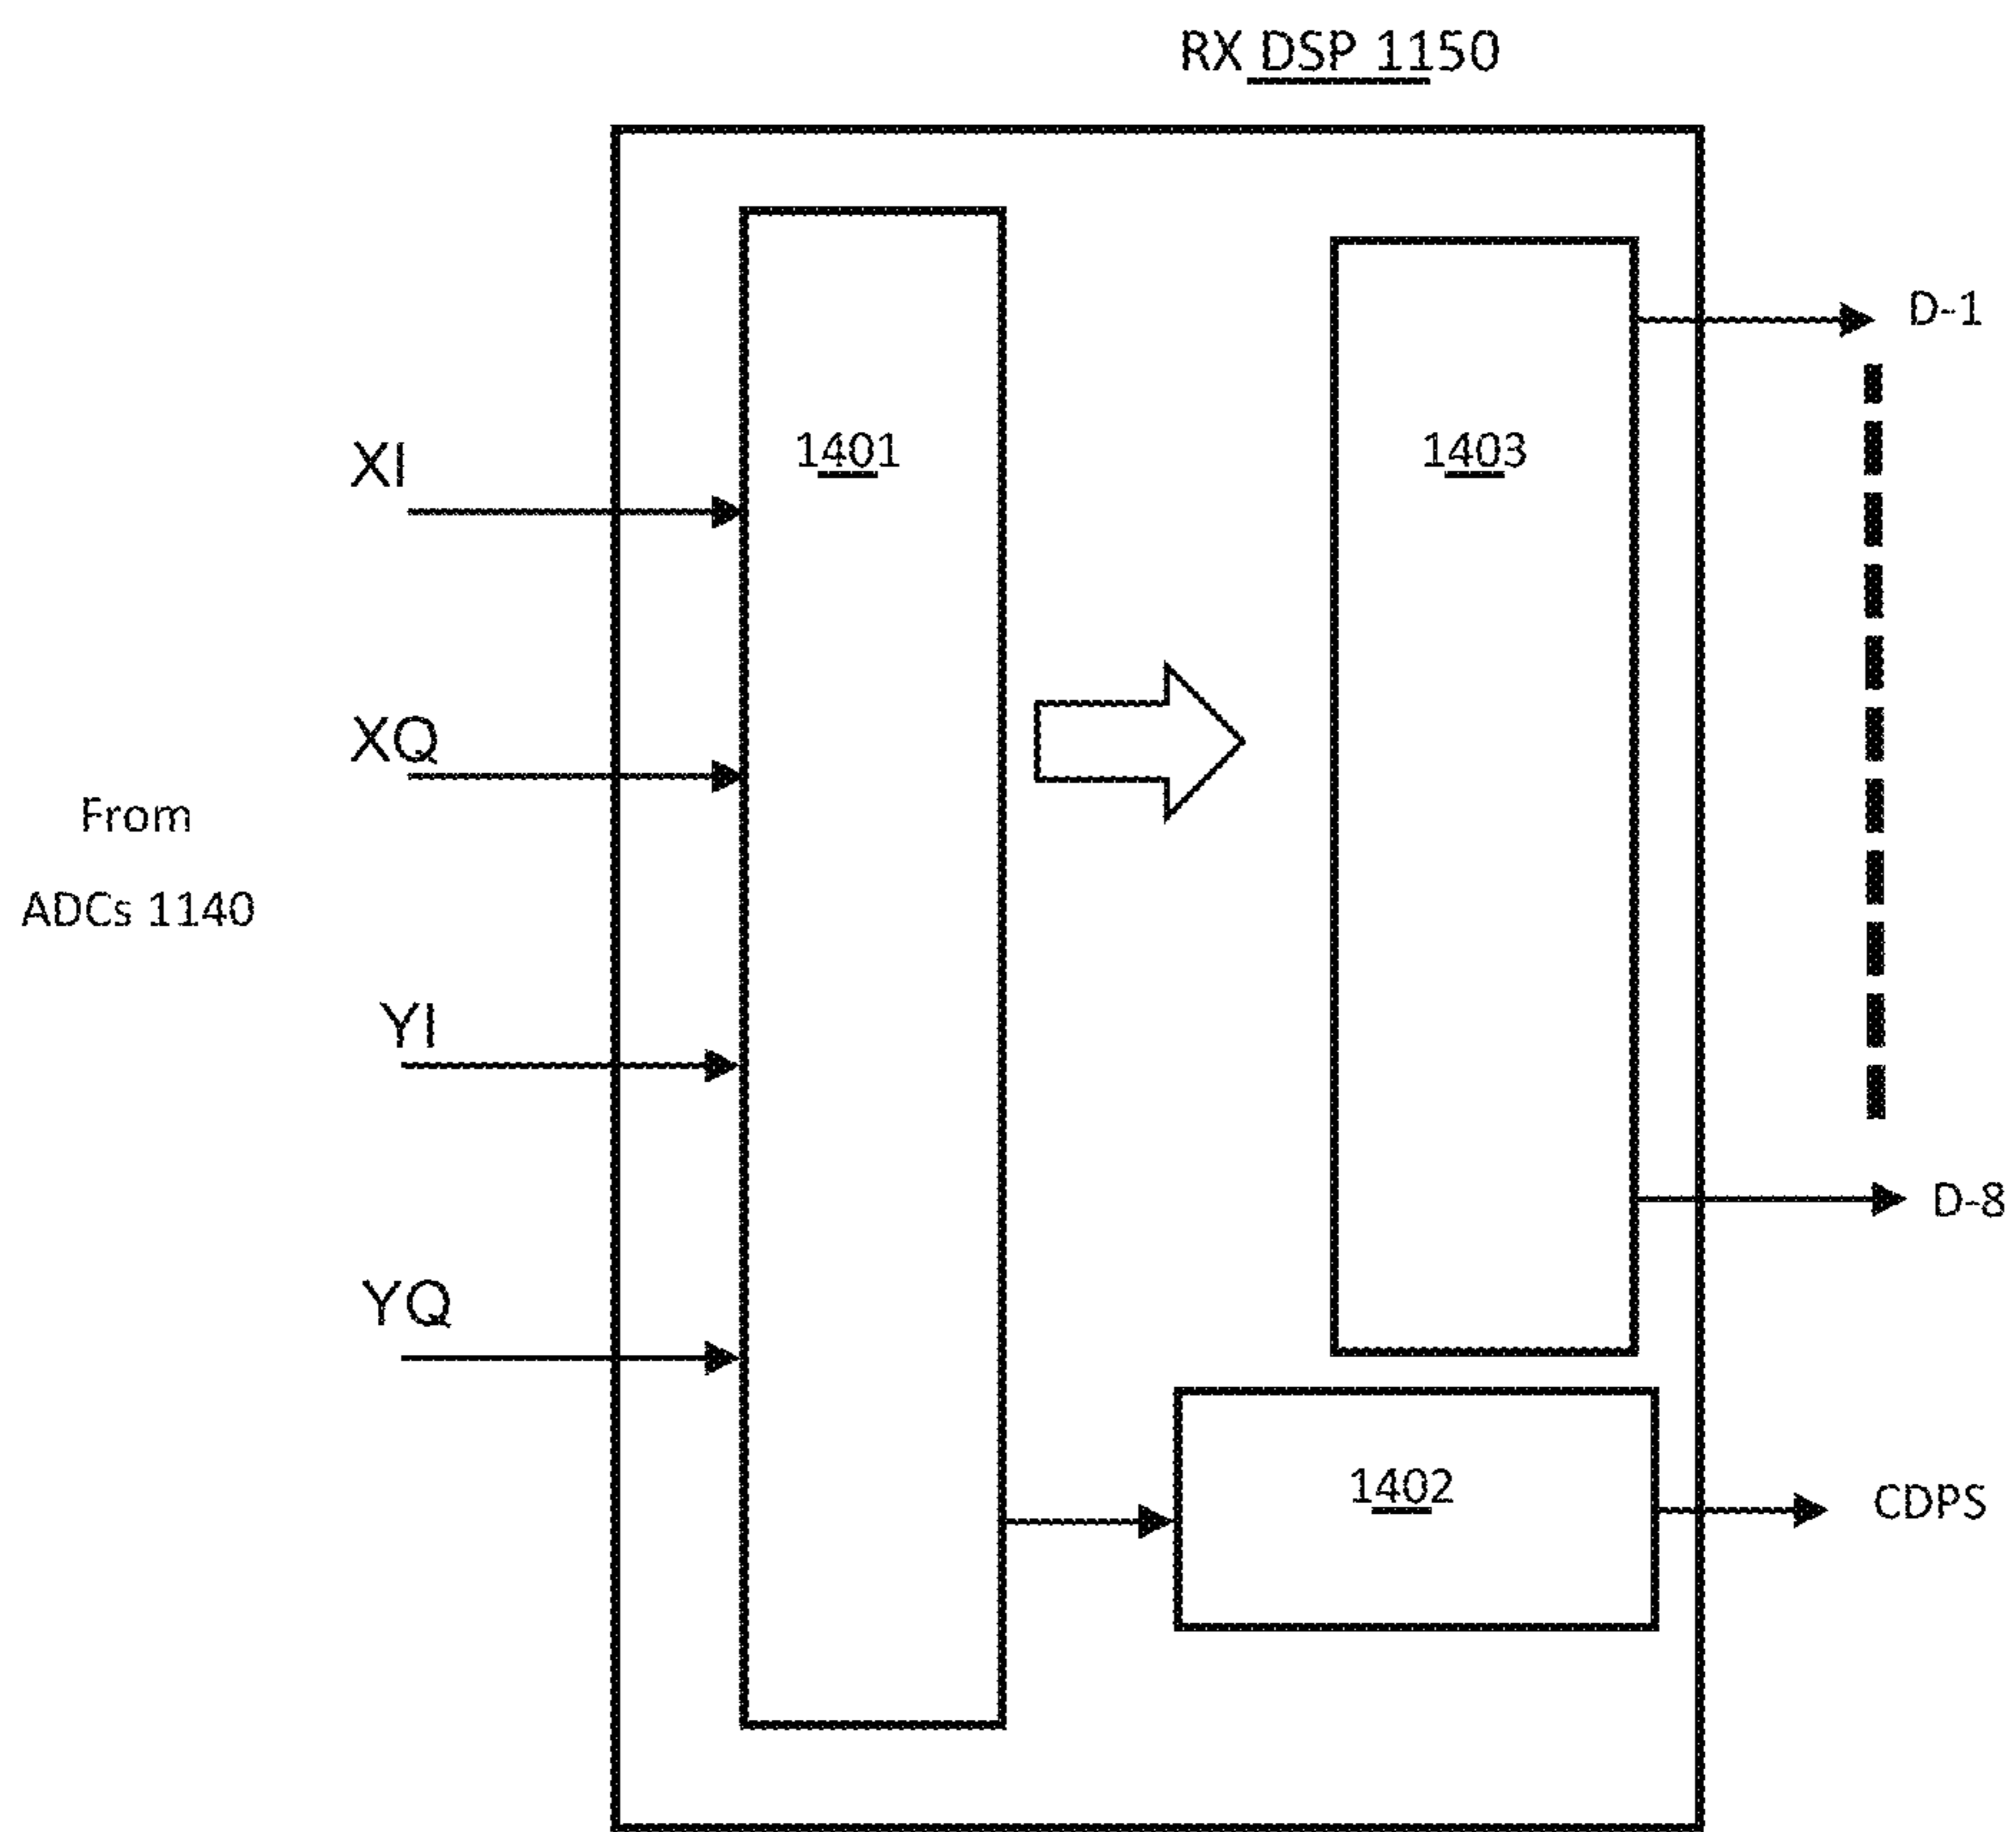 RX DSP 1150
D-1
1401
1403
XI
XQ
From
ADCs 1140
YI
D-8
YQ
1402
CDPS